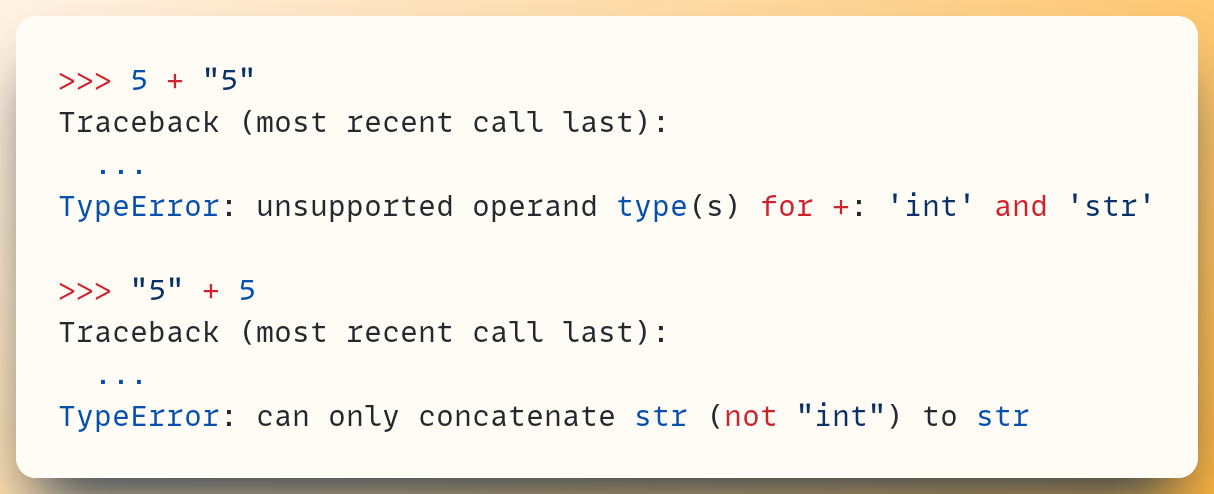 >>> 5 + "5"
Traceback (most recent call last):
  ...
TypeError: unsupported operand type(s) for +: 'int' and 'str'

>>> "5" + 5
Traceback (most recent call last):
  ...
TypeError: can only concatenate str (not "int") to str